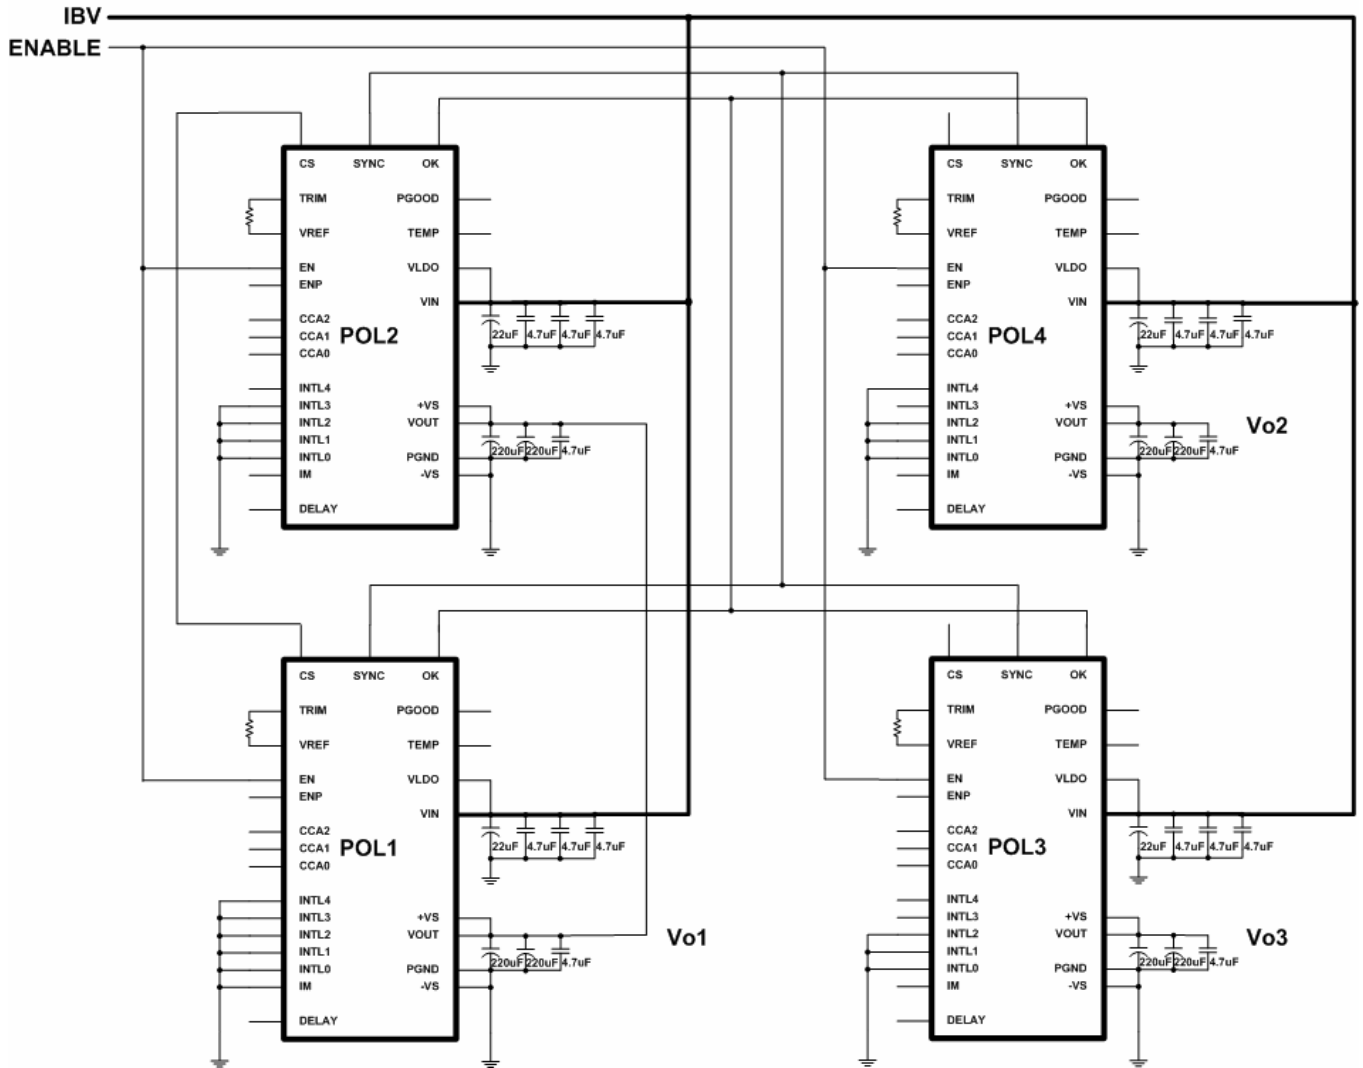 IBV
ENABLE
CS SYNC OK
TRIM PGOOD
VREF TEMP
EN VLDO
ENP
VIN
CCA2
CCA1 POL2
CCA0
22uF 4.7uF 4.7uF 4.7uF
INTL4
INTL3 +VS
INTL2 VOUT
INTL1
INTL0 PGND
220uF 220uF 4.7uF
IM -VS
DELAY
CS SYNC OK
TRIM PGOOD
VREF TEMP
EN VLDO
ENP
VIN
CCA2
CCA1 POL4
CCA0
22uF 4.7uF 4.7uF 4.7uF
INTL4
INTL3 +VS
INTL2 VOUT
Vo2
INTL1
INTL0 PGND
220uF 220uF 4.7uF
IM -VS
DELAY
CS SYNC OK
TRIM PGOOD
VREF TEMP
EN VLDO
ENP
VIN
CCA2
CCA1 POL1
CCA0
22uF 4.7uF 4.7uF 4.7uF
INTL4
INTL3 +VS
INTL2 VOUT
Vo1
INTL1
INTL0 PGND
220uF 220uF 4.7uF
IM -VS
DELAY
CS SYNC OK
TRIM PGOOD
VREF TEMP
EN VLDO
ENP
VIN
CCA2
CCA1 POL3
CCA0
22uF 4.7uF 4.7uF 4.7uF
INTL4
INTL3 +VS
INTL2 VOUT
Vo3
INTL1
INTL0 PGND
220uF 220uF 4.7uF
IM -VS
DELAY